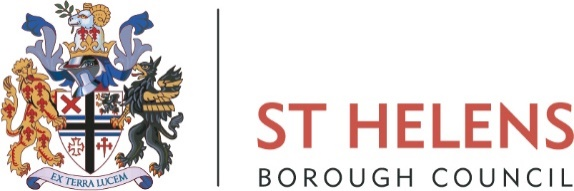 EX TERRA LUCEM
ST HELENS
BOROUGH COUNCIL